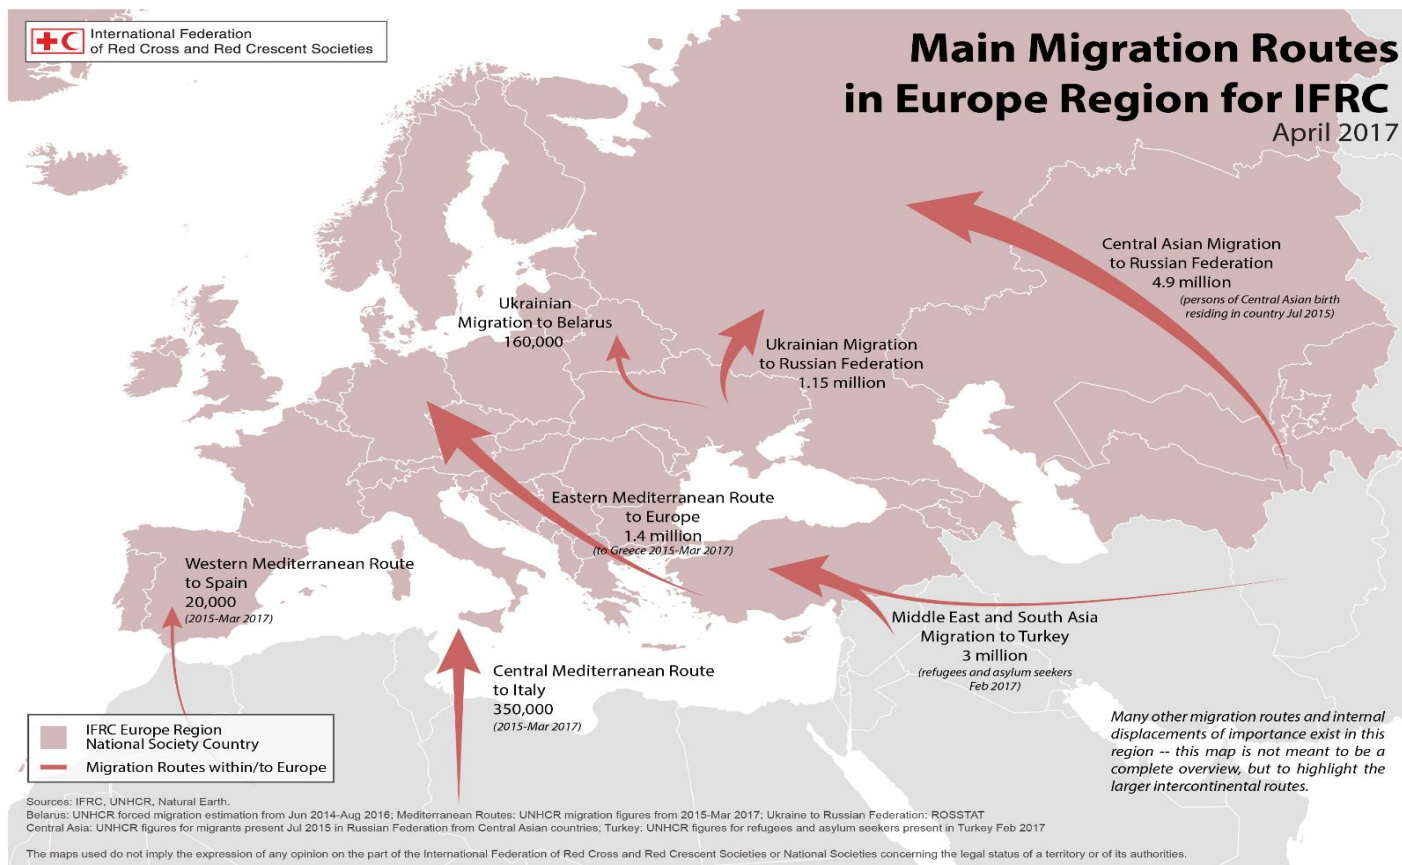 International Federation
of Red Cross and Red Crescent Societies
Main Migration Routes
in Europe Region for IFRC
April 2017
Central Asian Migration
to Russian Federation
4.9 million
(persons of Central Asian birth
residing in country Jul 2015)
Ukrainian
Migration to Belarus
160,000
Ukrainian Migration
to Russian Federation
1.15 million
Eastern Mediterranean Route
to Europe
1.4 million
(to Greece 2015-Mar 2017)
Western Mediterranean Route
to Spain
20,000
(2015-Mar 2017)
Middle East and South Asia
Migration to Turkey
3 million
(refugees and asylum seekers
Feb 2017)
Central Mediterranean Route
to Italy
350,000
(2015-Mar 2017)
IFRC Europe Region
National Society Country
Migration Routes within/to Europe
Many other migration routes and internal
displacements of importance exist in this
region -- this map is not meant to be a
complete overview, but to highlight the
larger intercontinental routes.
Sources: IFRC, UNHCR, Natural Earth.
Belarus: UNHCR forced migration estimation from Jun 2014-Aug 2016; Mediterranean Routes: UNHCR migration figures from 2015-Mar 2017; Ukraine to Russian Federation: ROSSTAT
Central Asia: UNHCR figures for migrants present Jul 2015 in Russian Federation from Central Asian countries; Turkey: UNHCR figures for refugees and asylum seekers present in Turkey Feb 2017
The maps used do not imply the expression of any opinion on the part of the International Federation of Red Cross and Red Crescent Societies or National Societies concerning the legal status of a territory or of its authorities.